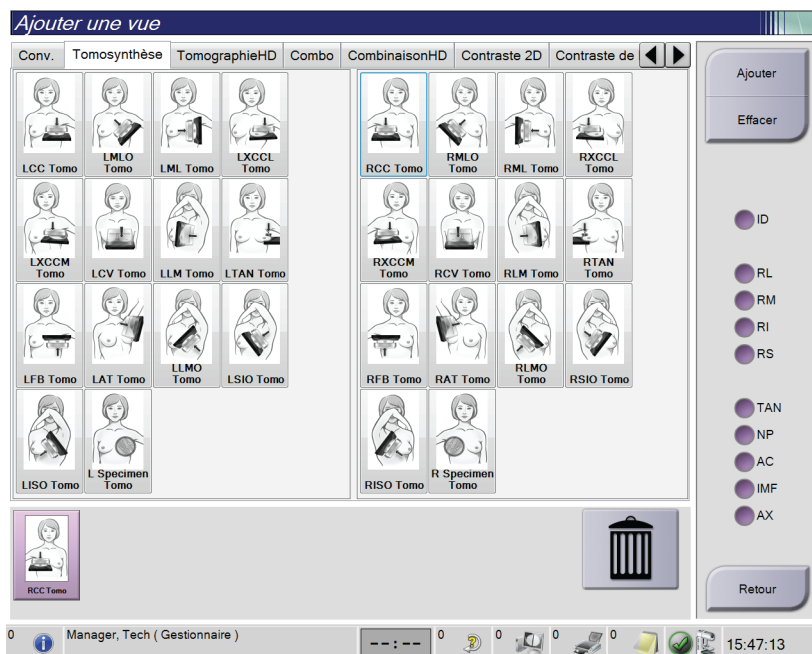 Ajouter une vue
Conv.
Tomosynthèse
TomographieHD
Combo
CombinaisonHD
Contraste 2D
Contraste de
LCC Tomo
LMLO
Tomo
LML Tomo
LXCCL
Tomo
RCC Tomo
RMLO
Tomo
RML Tomo
RXCCL
Tomo
LXCCM
Tomo
LCV Tomo
LLM Tomo
LTAN Tomo
RXCCM
Tomo
RCV Tomo
RLM Tomo
RTAN
Tomo
LFB Tomo
LAT Tomo
LLMO
Tomo
LSIO Tomo
RFB Tomo
RAT Tomo
RLMO
Tomo
RSIO Tomo
LISO Tomo
L Specimen
Tomo
RISO Tomo
R Specimen
Tomo
Ajouter
Effacer
ID
RL
RM
RI
RS
TAN
NP
AC
IMF
AX
RCC Tomo
Retour
0
Manager, Tech ( Gestionnaire )
--:--
0
0
0
0
15:47:13